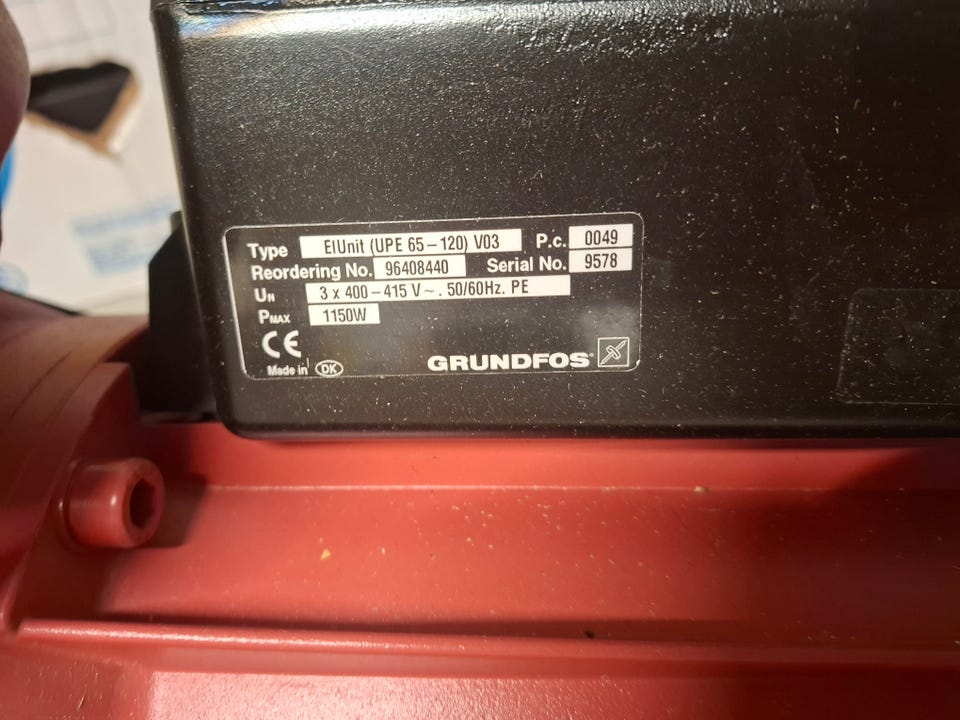 Type ElUnit (UPE 65-120) V03 P.c. 0049
Reordering No. 96408440 Serial No. 9578
UN 3 x 400-415 V ~. 50/60Hz. PE
PMAX 1150W
CE
Made in DK GRUNDFOS